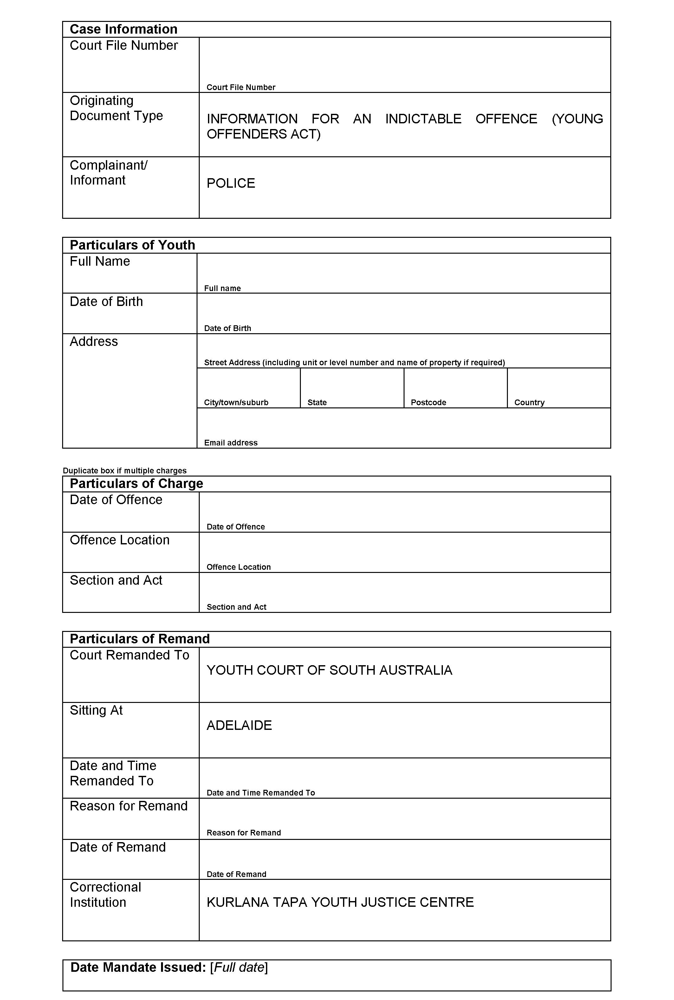 Case Information
Court File Number
Court File Number
Originating
Document Type
INFORMATION FOR AN INDICTABLE OFFENCE (YOUNG
OFFENDERS ACT)
Complainant/
Informant
POLICE
Particulars of Youth
Full Name
Full name
Date of Birth
Date of Birth
Address
Street Address (including unit or level number and name of property if required)
City/town/suburb State Postcode Country
Email address
Duplicate box if multiple charges
Particulars of Charge
Date of Offence
Date of Offence
Offence Location
Offence Location
Section and Act
Section and Act
Particulars of Remand
Court Remanded To
YOUTH COURT OF SOUTH AUSTRALIA
Sitting At
ADELAIDE
Date and Time
Remanded To
Date and Time Remanded To
Reason for Remand
Reason for Remand
Date of Remand
Date of Remand
Correctional
Institution
KURLANA TAPA YOUTH JUSTICE CENTRE
Date Mandate Issued: [Full date]